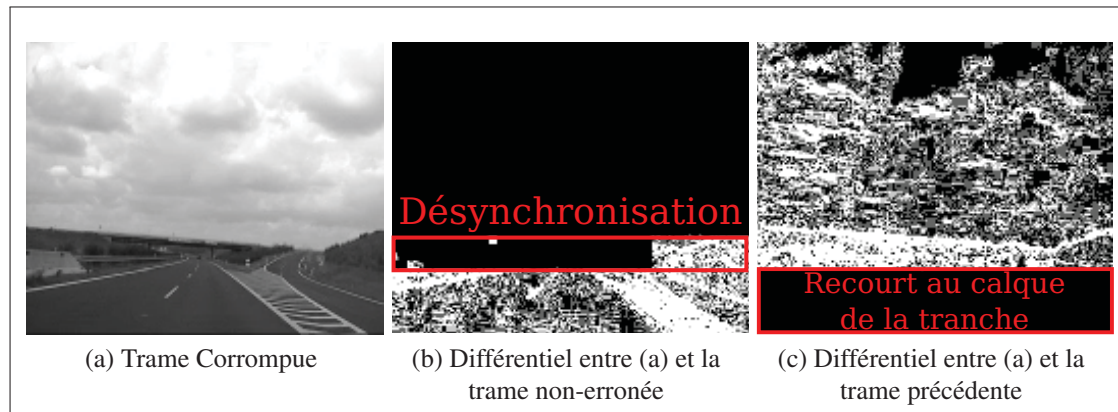 Désynchronisation
Recourt au calque
de la tranche
(a) Trame Corrompue
(b) Différentiel entre (a) et la
trame non-erronée
(c) Différentiel entre (a) et la
trame précédente